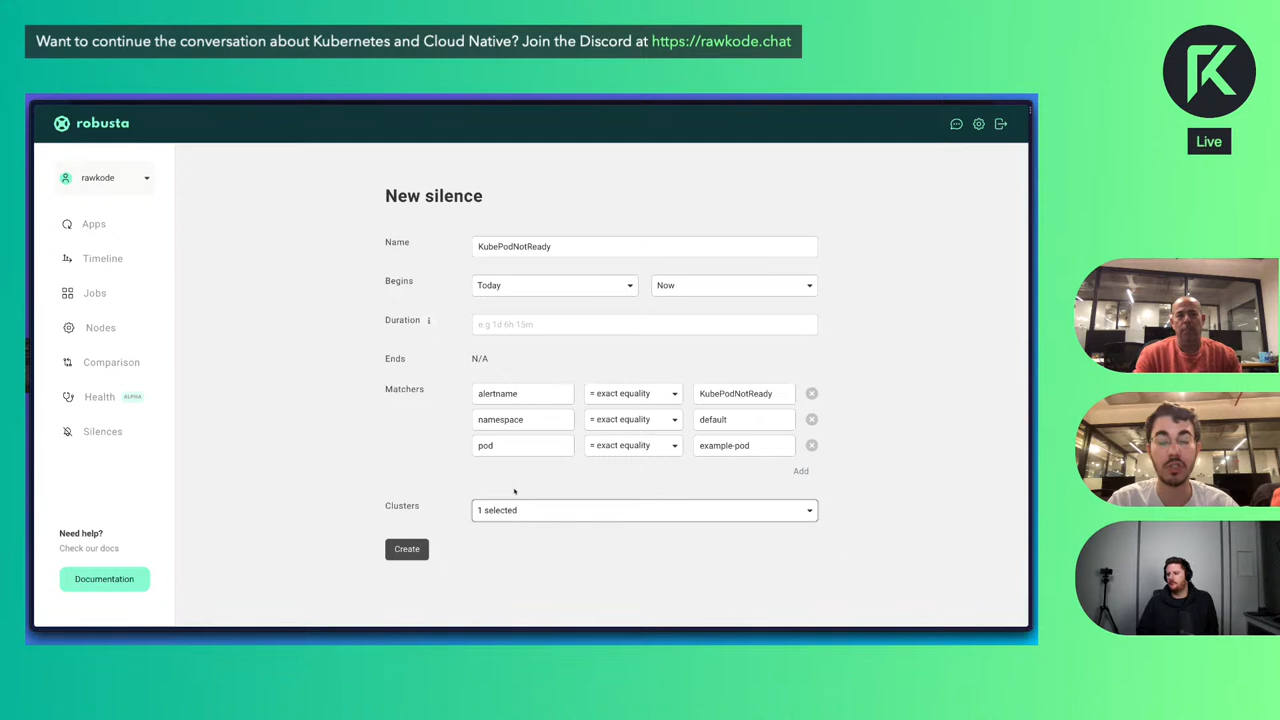 Want to continue the conversation about Kubernetes and Cloud Native? Join the Discord at https://rawkode.chat
Live
robusta
rawkode
Apps
Timeline
Jobs
Nodes
Comparison
Health ALPHA
Silences
Need help?
Check our docs
Documentation
New silence
Name
KubePodNotReady
Begins
Today
Now
Duration i
e g 1d 6h 15m
Ends
N/A
Matchers
alertname = exact equality KubePodNotReady
namespace = exact equality default
pod = exact equality example-pod
Add
Clusters
1 selected
Create